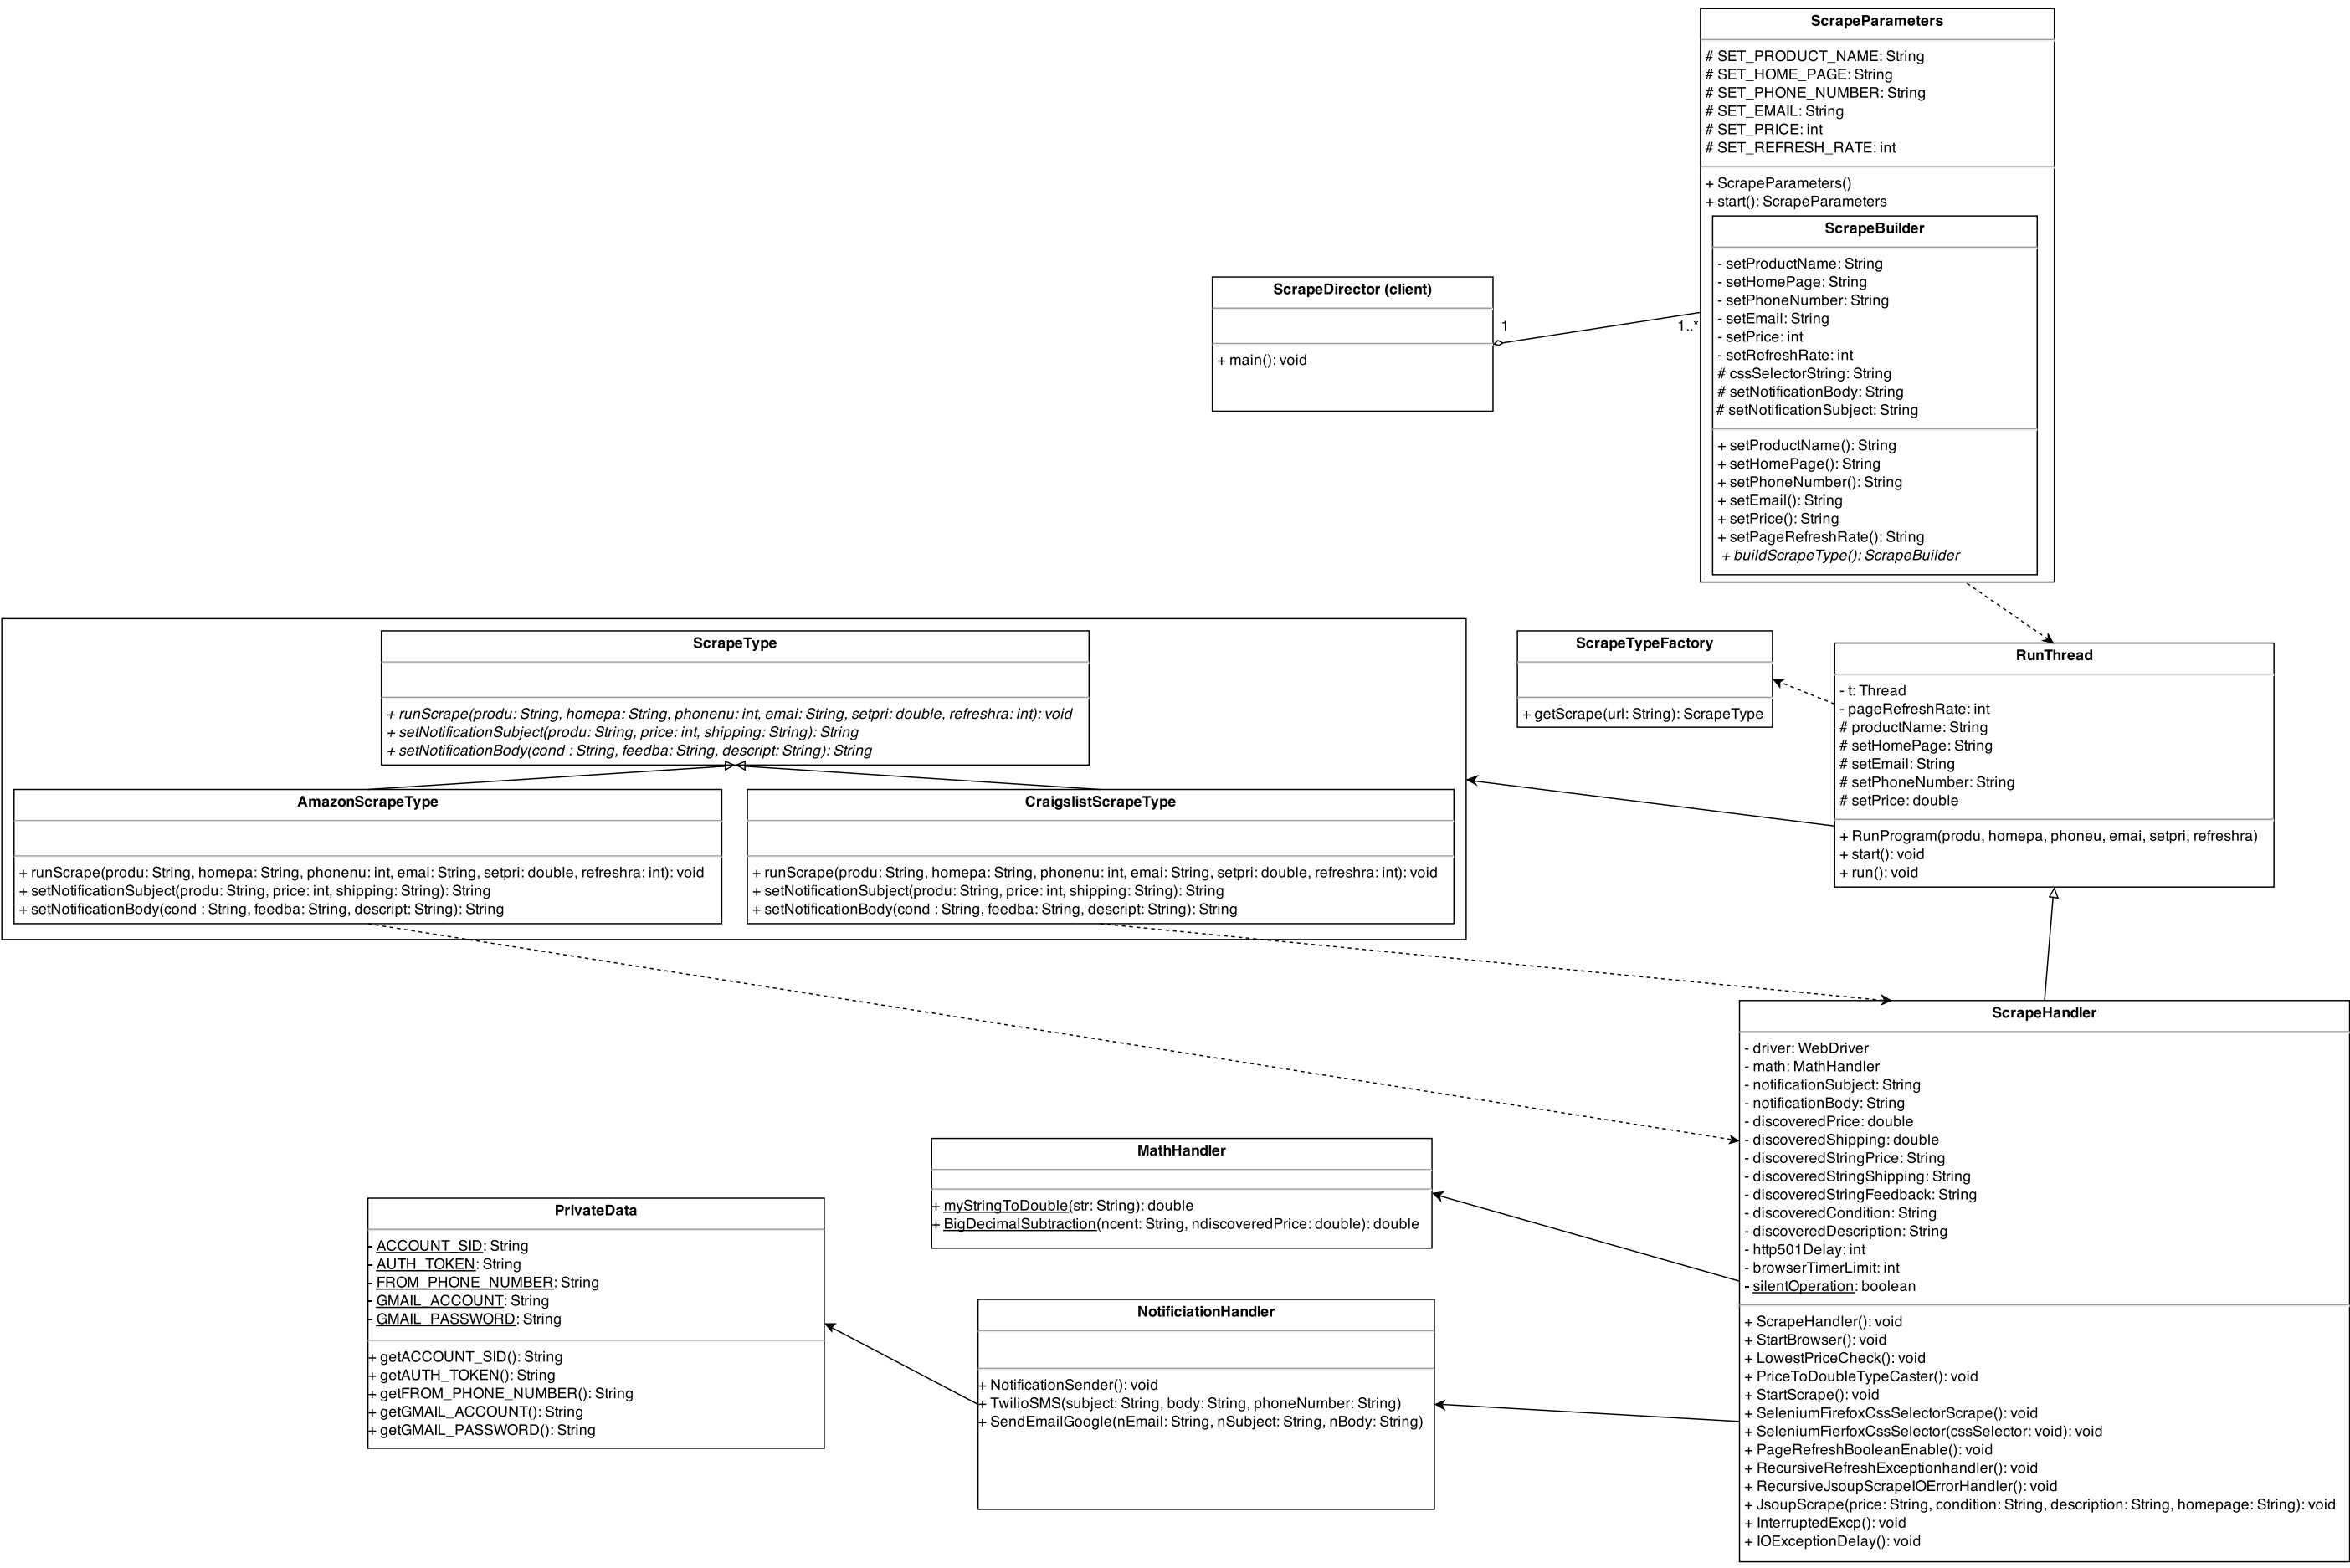 ScrapeParameters
# SET_PRODUCT_NAME: String
# SET_HOME_PAGE: String
# SET_PHONE_NUMBER: String
# SET_EMAIL: String
# SET_PRICE: int
# SET_REFRESH_RATE: int
+ ScrapeParameters()
+ start(): ScrapeParameters
ScrapeBuilder
- setProductName: String
- setHomePage: String
- setPhoneNumber: String
- setEmail: String
- setPrice: int
- setRefreshRate: int
# cssSelectorString: String
# setNotificationBody: String
# setNotificationSubject: String
+ setProductName(): String
+ setHomePage(): String
+ setPhoneNumber(): String
+ setEmail(): String
+ setPrice(): String
+ setPageRefreshRate(): String
+ buildScrapeType(): ScrapeBuilder
ScrapeDirector (client)
+ main(): void
1
1..*
ScrapeType
+ runScrape(produ: String, homepa: String, phonenu: int, emai: String, setpri: double, refreshra: int): void
+ setNotificationSubject(produ: String, price: int, shipping: String): String
+ setNotificationBody(cond : String, feedba: String, descript: String): String
AmazonScrapeType
+ runScrape(produ: String, homepa: String, phonenu: int, emai: String, setpri: double, refreshra: int): void
+ setNotificationSubject(produ: String, price: int, shipping: String): String
+ setNotificationBody(cond : String, feedba: String, descript: String): String
CraigslistScrapeType
+ runScrape(produ: String, homepa: String, phonenu: int, emai: String, setpri: double, refreshra: int): void
+ setNotificationSubject(produ: String, price: int, shipping: String): String
+ setNotificationBody(cond : String, feedba: String, descript: String): String
ScrapeTypeFactory
+ getScrape(url: String): ScrapeType
RunThread
- t: Thread
- pageRefreshRate: int
# productName: String
# setHomePage: String
# setEmail: String
# setPhoneNumber: String
# setPrice: double
+ RunProgram(produ, homepa, phoneu, emai, setpri, refreshra)
+ start(): void
+ run(): void
ScrapeHandler
- driver: WebDriver
- math: MathHandler
- notificationSubject: String
- notificationBody: String
- discoveredPrice: double
- discoveredShipping: double
- discoveredStringPrice: String
- discoveredStringShipping: String
- discoveredStringFeedback: String
- discoveredCondition: String
- discoveredDescription: String
- http501Delay: int
- browserTimerLimit: int
- silentOperation: boolean
+ ScrapeHandler(): void
+ StartBrowser(): void
+ LowestPriceCheck(): void
+ PriceToDoubleTypeCaster(): void
+ StartScrape(): void
+ SeleniumFirefoxCssSelectorScrape(): void
+ SeleniumFierfoxCssSelector(cssSelector: void): void
+ PageRefreshBooleanEnable(): void
+ RecursiveRefreshExceptionhandler(): void
+ RecursiveJsoupScrapeIOErrorHandler(): void
+ JsoupScrape(price: String, condition: String, description: String, homepage: String): void
+ InterruptedExcp(): void
+ IOExceptionDelay(): void
MathHandler
+ myStringToDouble(str: String): double
+ BigDecimalSubtraction(ncent: String, ndiscoveredPrice: double): double
PrivateData
- ACCOUNT_SID: String
- AUTH_TOKEN: String
- FROM_PHONE_NUMBER: String
- GMAIL_ACCOUNT: String
- GMAIL_PASSWORD: String
+ getACCOUNT_SID(): String
+ getAUTH_TOKEN(): String
+ getFROM_PHONE_NUMBER(): String
+ getGMAIL_ACCOUNT(): String
+ getGMAIL_PASSWORD(): String
NotificiationHandler
+ NotificationSender(): void
+ TwilioSMS(subject: String, body: String, phoneNumber: String)
+ SendEmailGoogle(nEmail: String, nSubject: String, nBody: String)